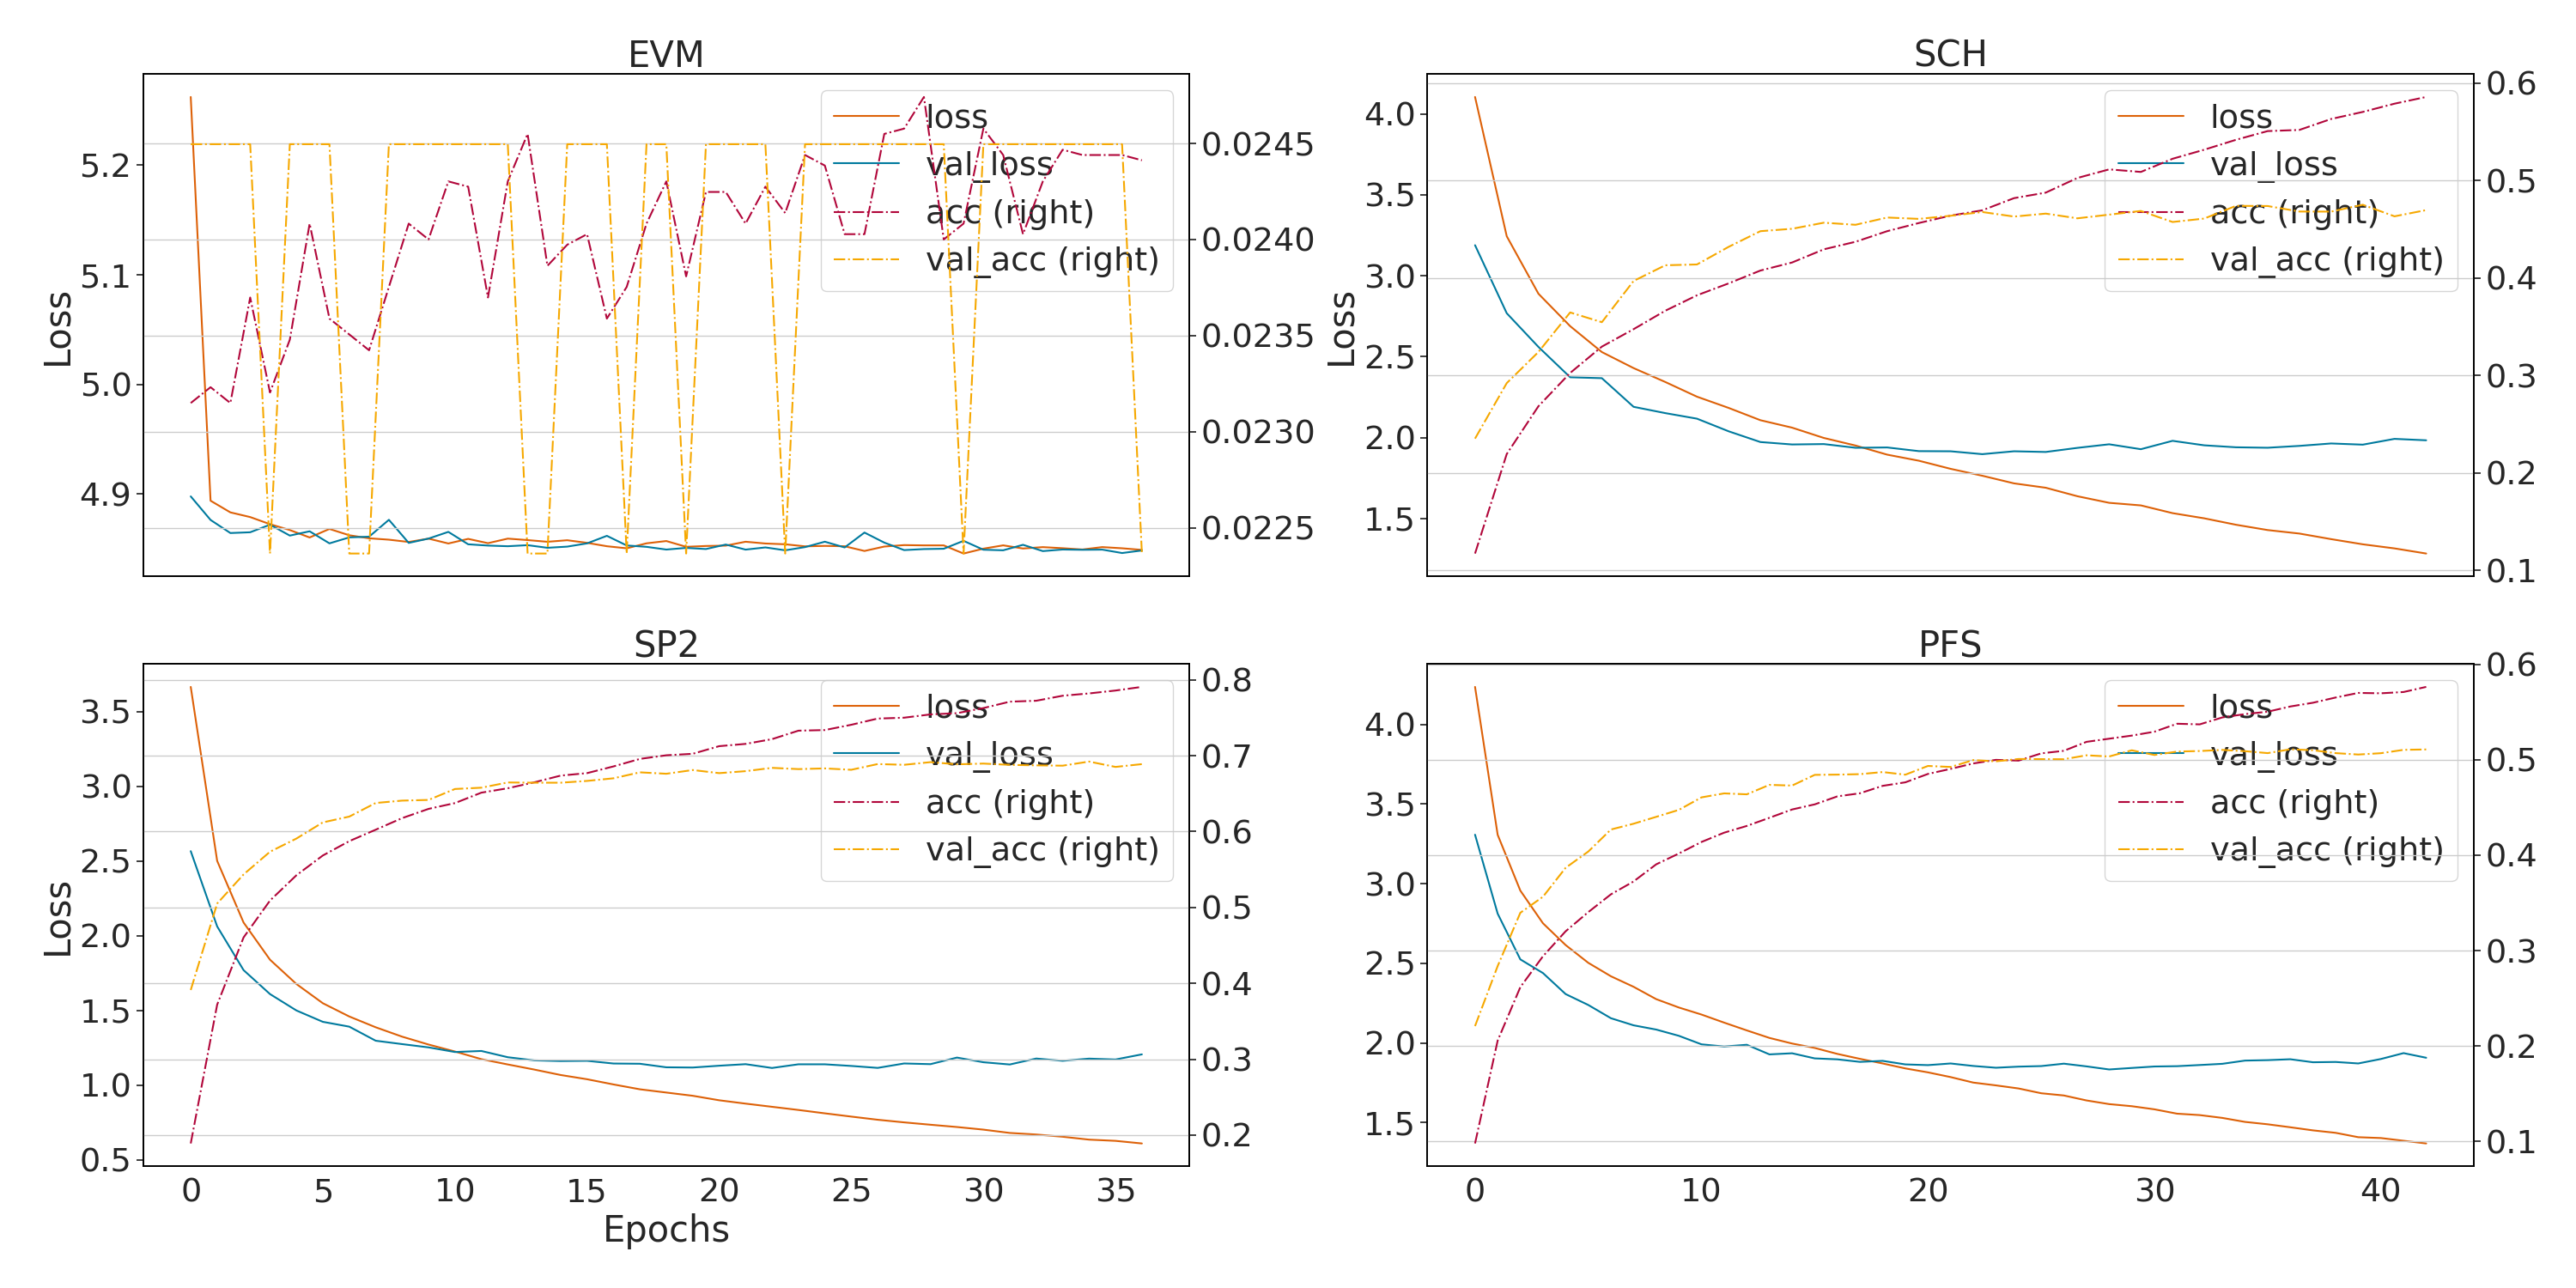 EVM
Loss
5.2
5.1
5.0
4.9
loss
val_loss
acc (right)
val_acc (right)
0.0245
0.0240
0.0235
0.0230
0.0225
SCH
Loss
4.0
3.5
3.0
2.5
2.0
1.5
loss
val_loss
acc (right)
val_acc (right)
0.6
0.5
0.4
0.3
0.2
0.1
SP2
Loss
3.5
3.0
2.5
2.0
1.5
1.0
0.5
loss
val_loss
acc (right)
val_acc (right)
0.8
0.7
0.6
0.5
0.4
0.3
0.2
0 5 10 15 20 25 30 35
Epochs
PFS
4.0
3.5
3.0
2.5
2.0
1.5
loss
val_loss
acc (right)
val_acc (right)
0.6
0.5
0.4
0.3
0.2
0.1
0 10 20 30 40